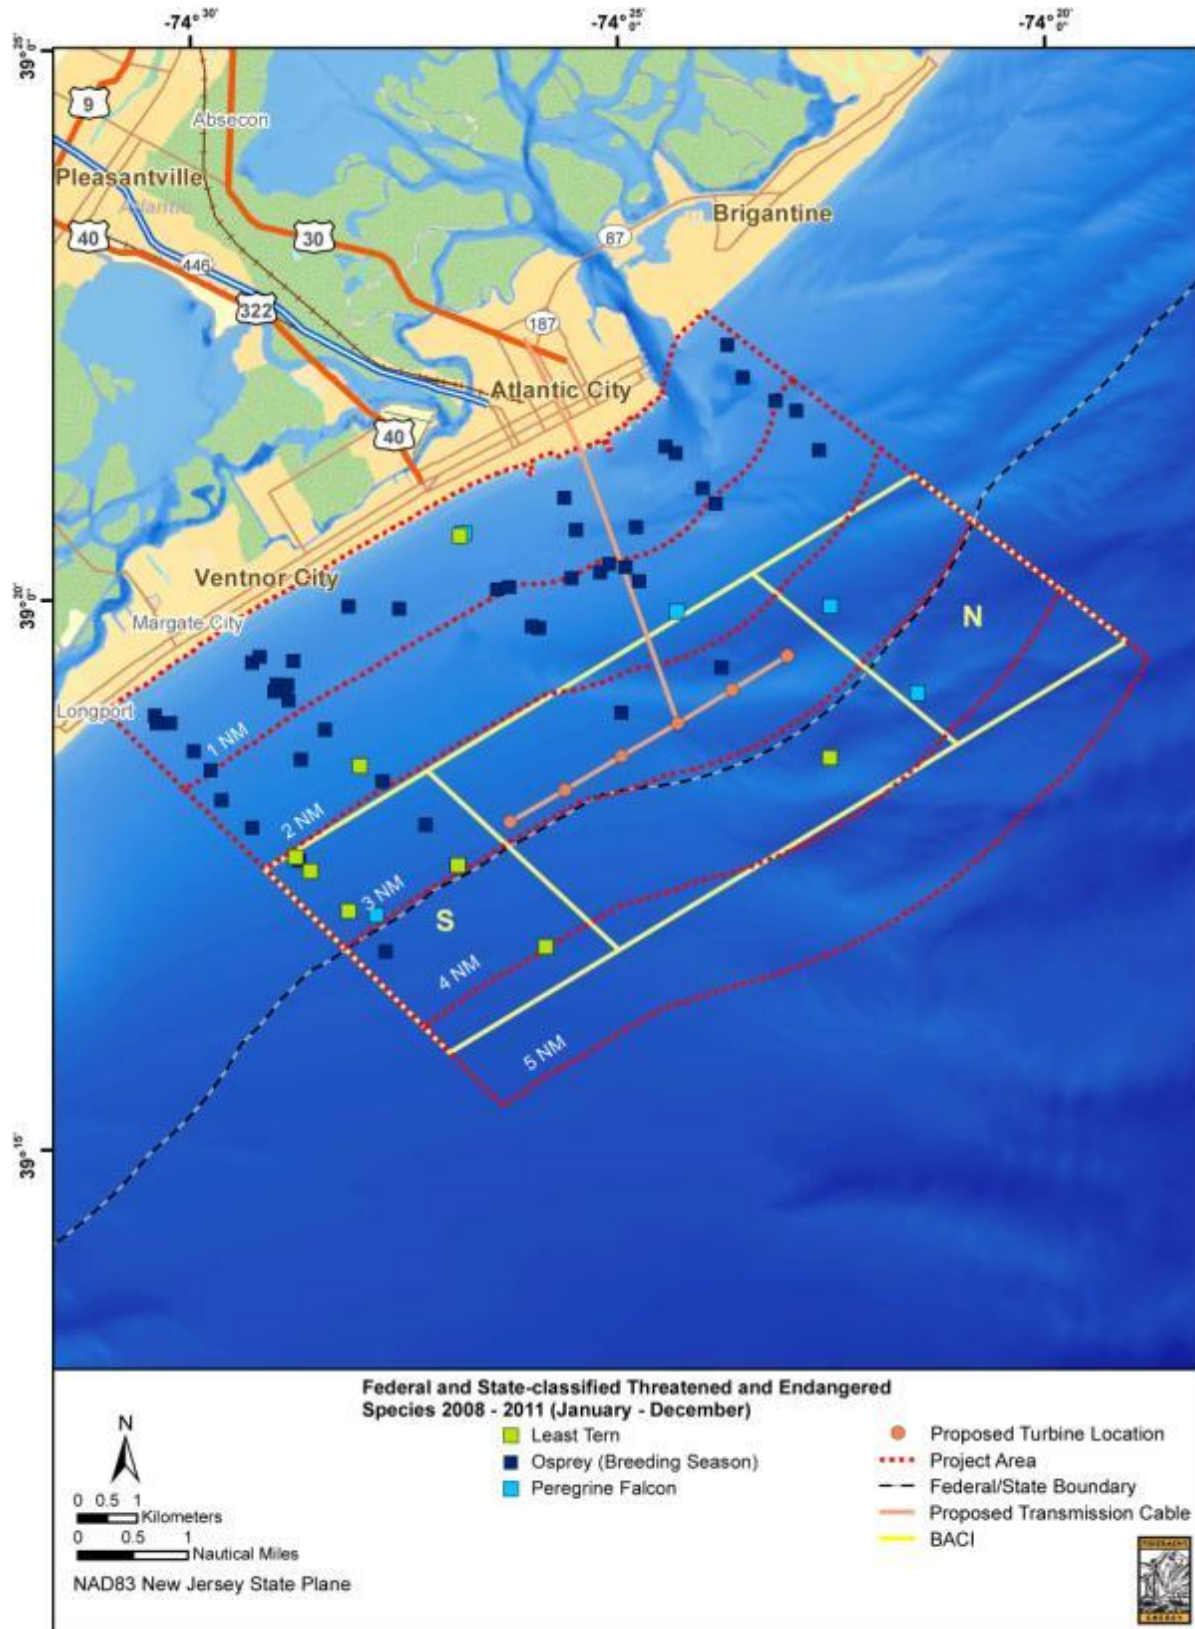 -74° 30' 0"
-74° 25' 0"
-74° 20' 0"
39° 25' 0"
9
Absecon
Pleasantville
Atlantic
Brigantine
40
30
87
446
322
187
Atlantic City
40
Ventnor City
39° 20' 0"
N
Margate City
Longport
1 NM
2 NM
3 NM
S
4 NM
5 NM
39° 15'
Federal and State-classified Threatened and Endangered
Species 2008 - 2011 (January - December)
N
Least Tern
Osprey (Breeding Season)
Peregrine Falcon
Proposed Turbine Location
Project Area
Federal/State Boundary
Proposed Transmission Cable
BACI
0 0.5 1
Kilometers
0 0.5 1
Nautical Miles
NAD83 New Jersey State Plane
ENERGY